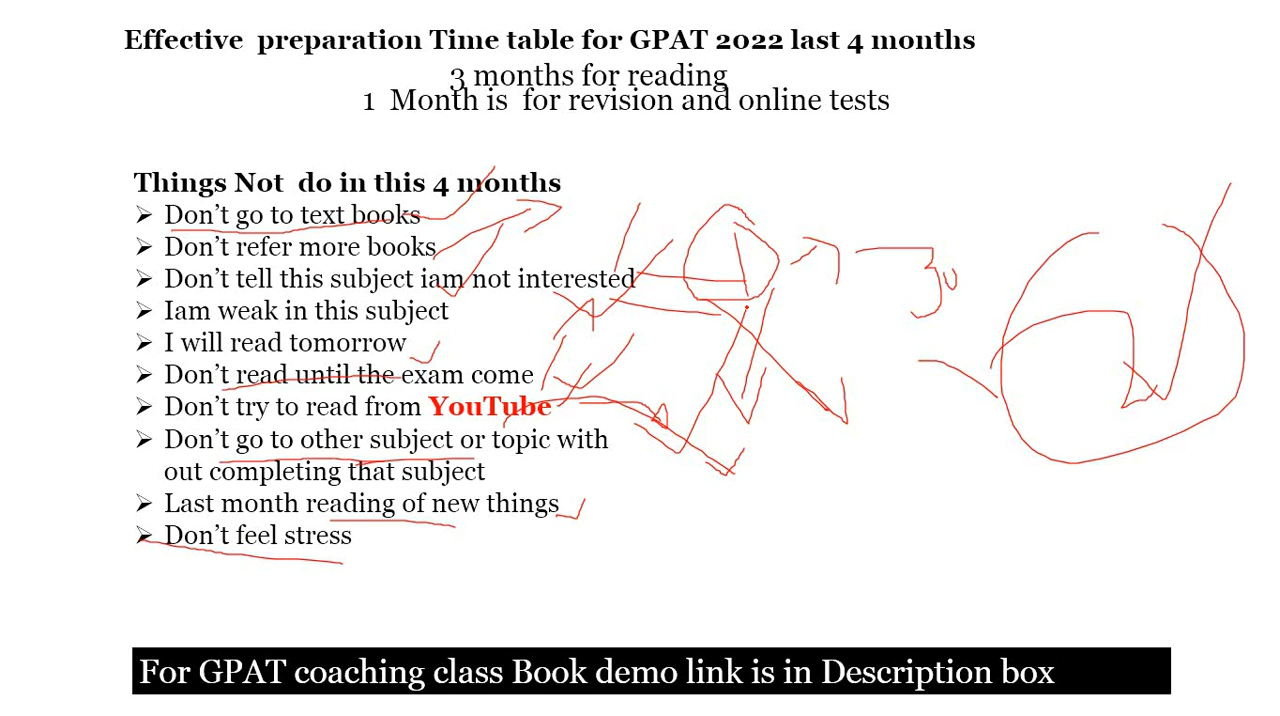 Effective preparation Time table for GPAT 2022 last 4 months
3 months for reading
1 Month is for revision and online tests
Things Not do in this 4 months
➢ Don't go to text books
➢ Don't refer more books
➢ Don't tell this subject iam not interested
➢ Iam weak in this subject
➢ I will read tomorrow
➢ Don't read until the exam come
➢ Don't try to read from YouTube
➢ Don't go to other subject or topic with
out completing that subject
➢ Last month reading of new things
➢ Don't feel stress
For GPAT coaching class Book demo link is in Description box